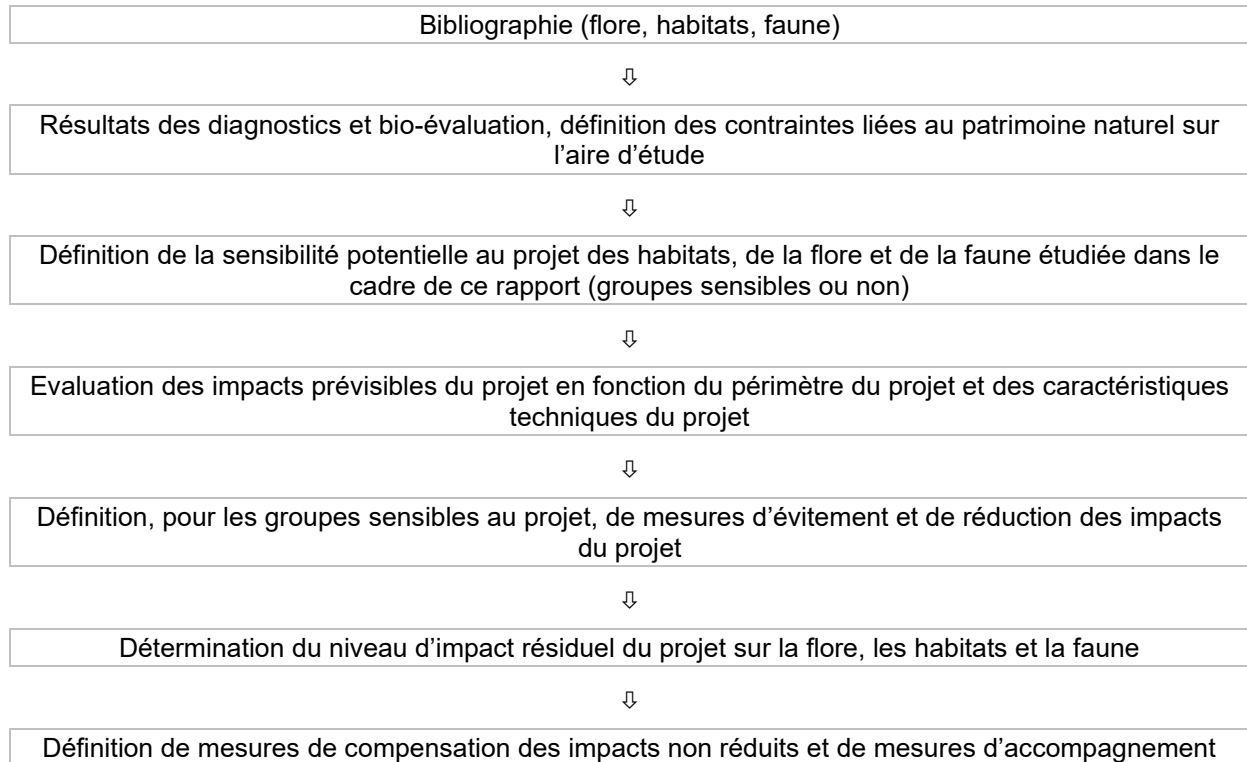 Bibliographie (flore, habitats, faune)
⇩
Résultats des diagnostics et bio-évaluation, définition des contraintes liées au patrimoine naturel sur
l’aire d’étude
⇩
Définition de la sensibilité potentielle au projet des habitats, de la flore et de la faune étudiée dans le
cadre de ce rapport (groupes sensibles ou non)
⇩
Evaluation des impacts prévisibles du projet en fonction du périmètre du projet et des caractéristiques
techniques du projet
⇩
Définition, pour les groupes sensibles au projet, de mesures d’évitement et de réduction des impacts
du projet
⇩
Détermination du niveau d’impact résiduel du projet sur la flore, les habitats et la faune
⇩
Définition de mesures de compensation des impacts non réduits et de mesures d’accompagnement